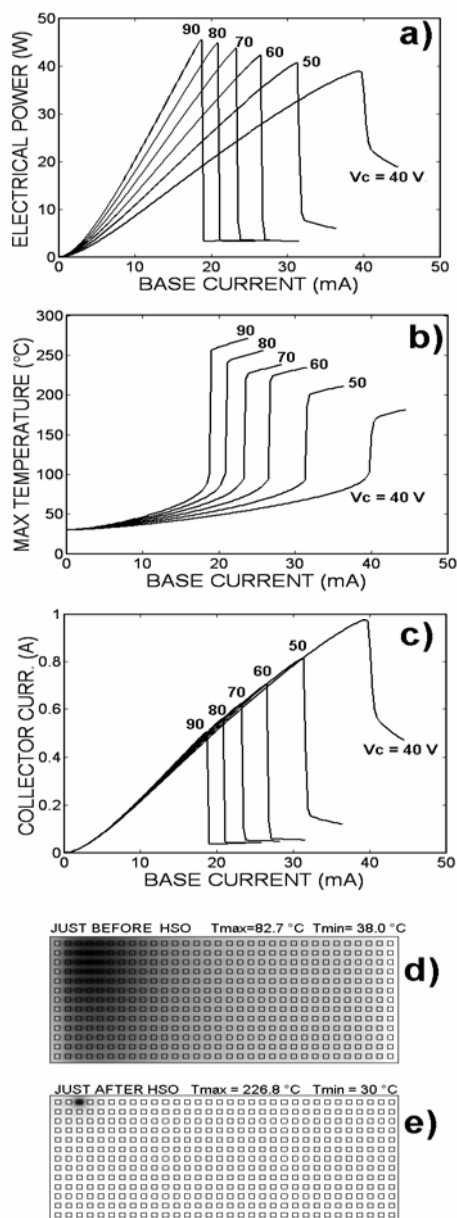 a)
ELECTRICAL POWER (W)
50
40
30
20
10
0
90 80 70 60 50
Vc = 40 V
0 10 20 30 40 50
BASE CURRENT (mA)
b)
MAX TEMPERATURE (°C)
300
250
200
150
100
50
0
90
80
70
60
50
Vc = 40 V
0 10 20 30 40 50
BASE CURRENT (mA)
c)
COLLECTOR CURR. (A)
1
0.8
0.6
0.4
0.2
0
50
60
70
80
90
Vc = 40 V
0 10 20 30 40 50
BASE CURRENT (mA)
JUST BEFORE HSO Tmax=82.7 °C Tmin= 38.0 °C
d)
JUST AFTER HSO Tmax = 226.8 °C Tmin = 30 °C
e)